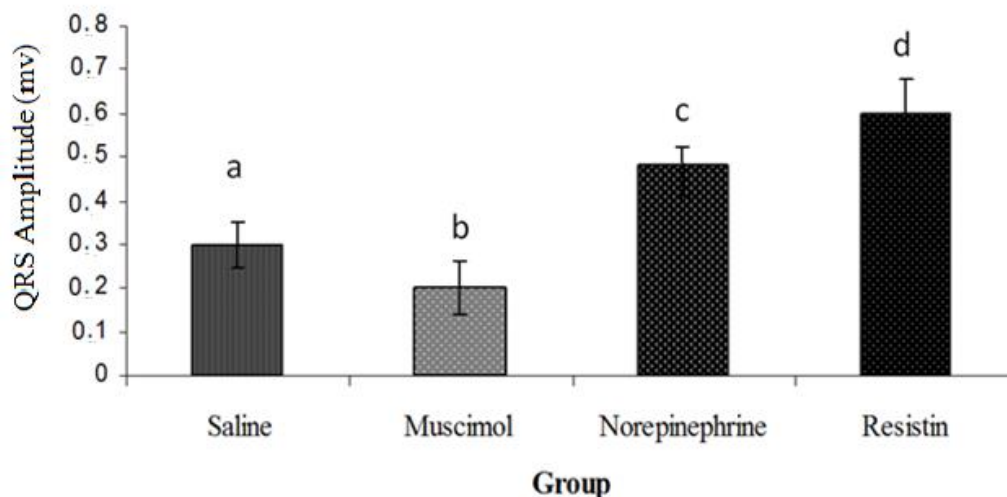 QRS Amplitude (mv)
0.8
0.7
0.6
0.5
0.4
0.3
0.2
0.1
0
a
b
c
d
Saline Muscimol Norepinephrine Resistin
Group